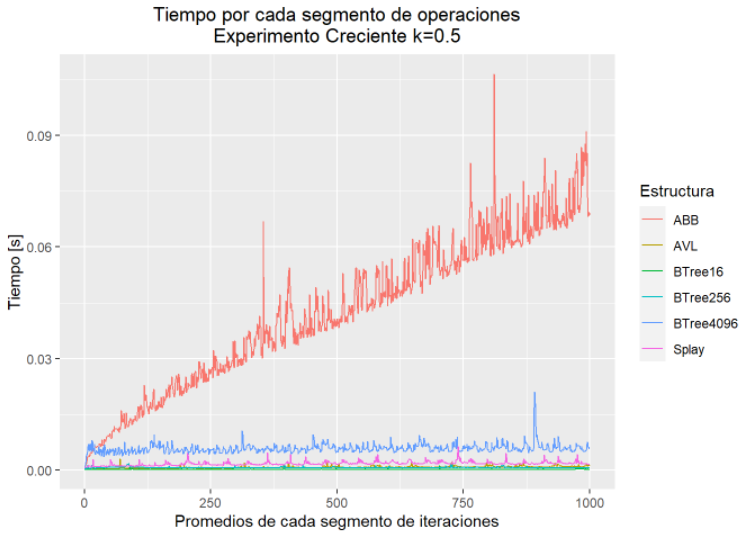 Tiempo por cada segmento de operaciones
Experimento Creciente k=0.5
Tiempo [s]
0.09
0.06
0.03
0.00
0
250
500
750
1000
Promedios de cada segmento de iteraciones
Estructura
ABB
AVL
BTree16
BTree256
BTree4096
Splay